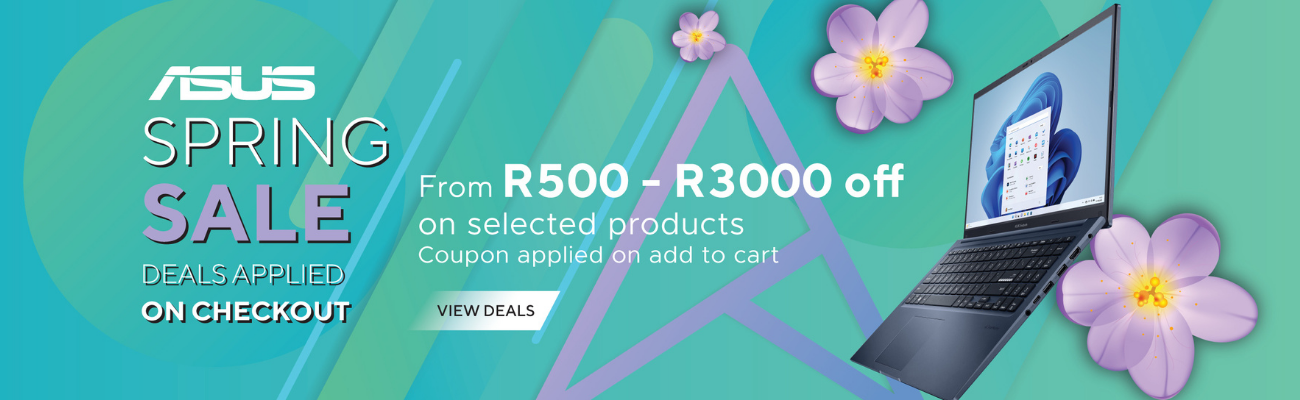 ASUS
SPRING
SALE
DEALS APPLIED
ON CHECKOUT
From R500 - R3000 off
on selected products
Coupon applied on add to cart
VIEW DEALS